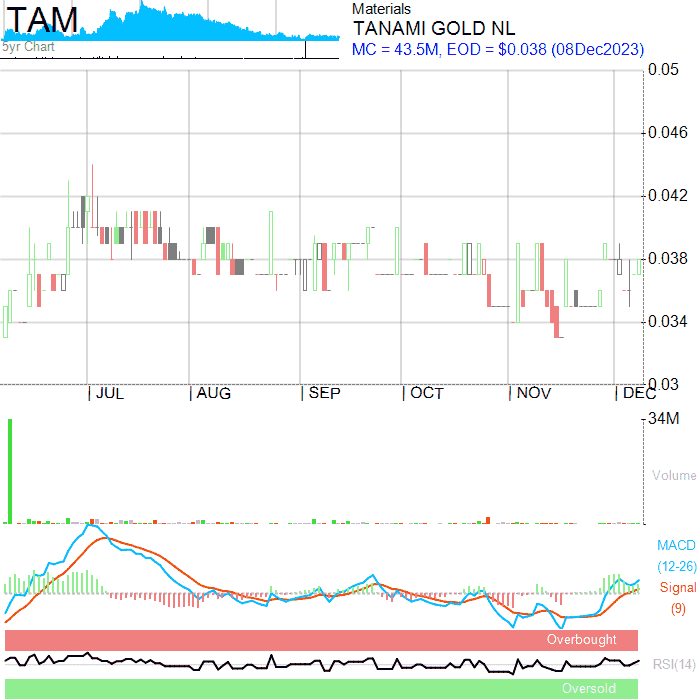 TAM
5yr Chart
Materials
TANAMI GOLD NL
MC = 43.5M, EOD = $0.038 (08Dec2023)
0.05
0.046
0.042
0.038
0.034
0.03
JUL AUG SEP OCT NOV DEC
34M
Volume
MACD
(12-26)
Signal
(9)
Overbought
RSI(14)
Oversold